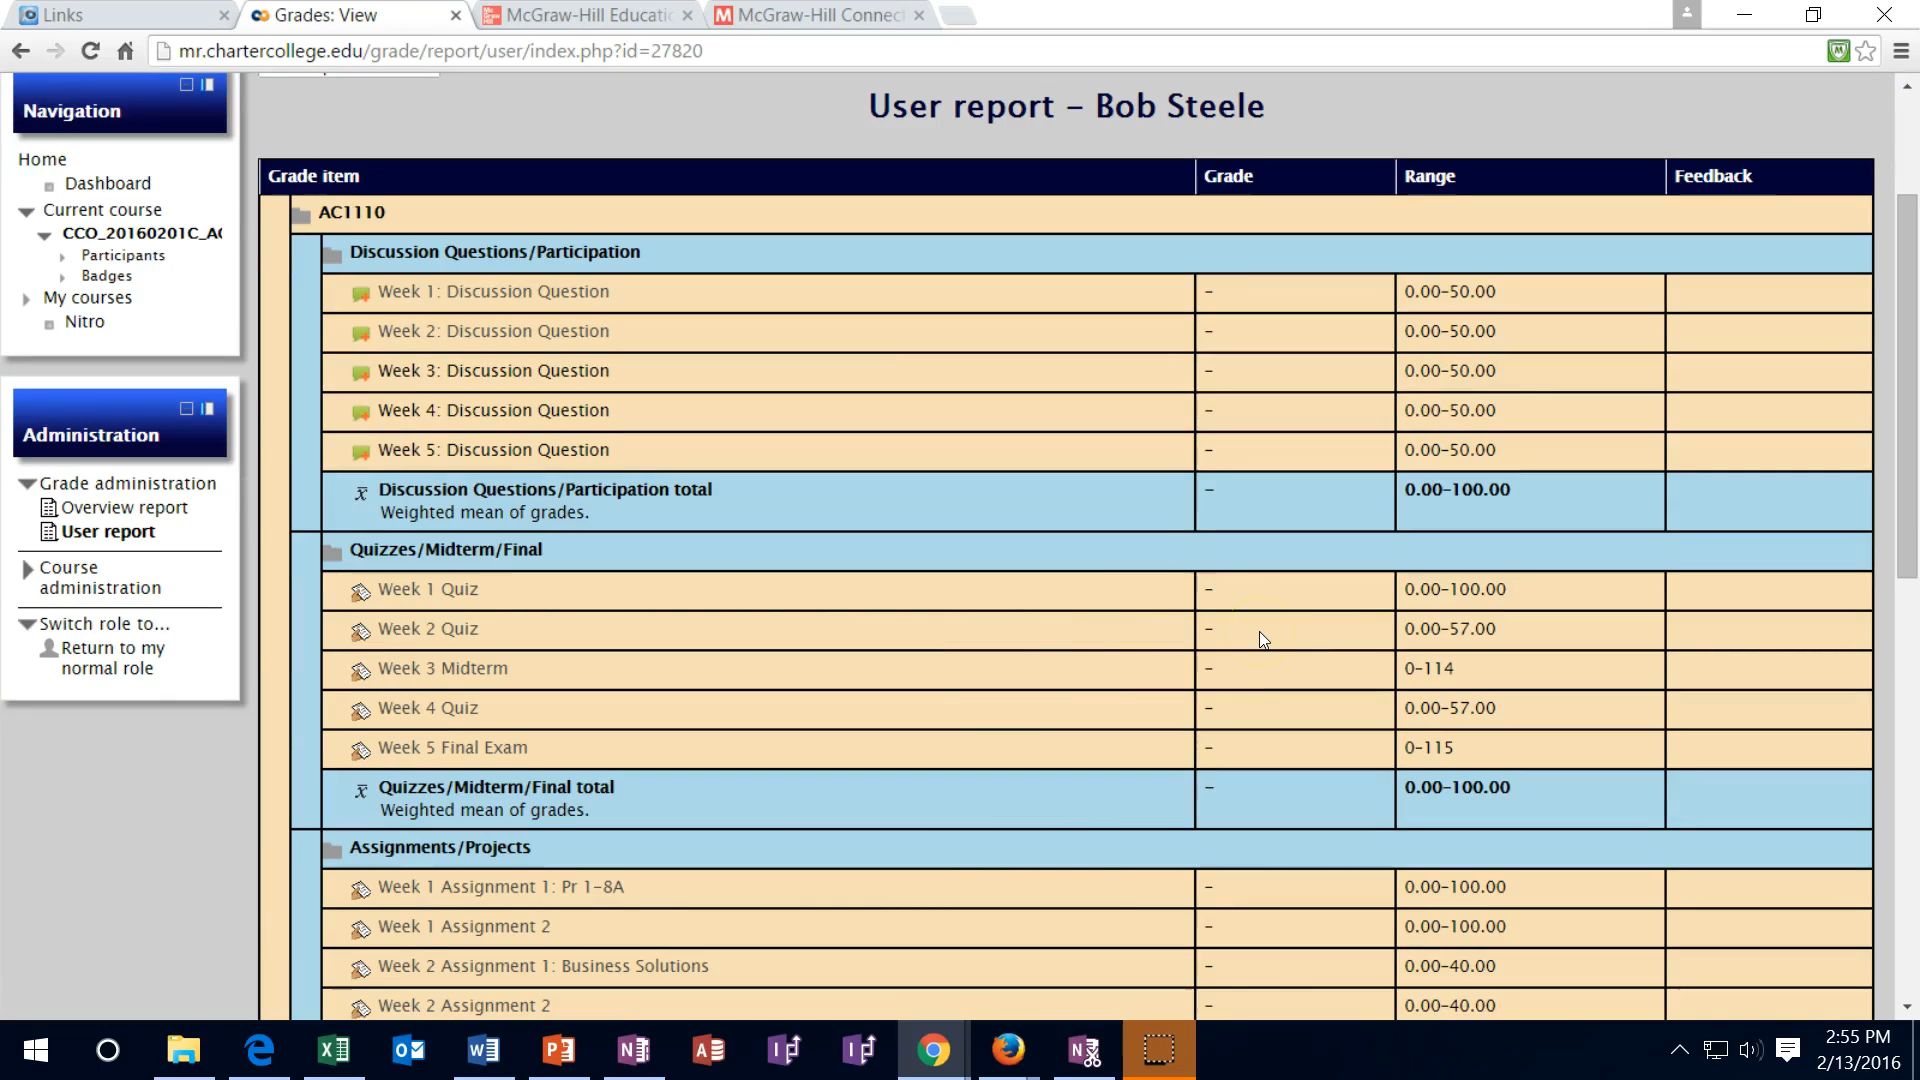 Links
Grades: View
McGraw-Hill Educatio
McGraw-Hill Connect
mr.chartercollege.edu/grade/report/user/index.php?id=27820
Navigation
Home
Dashboard
Current course
CCO_20160201C_AC
Participants
Badges
My courses
Nitro
Administration
Grade administration
Overview report
User report
Course
administration
Switch role to...
Return to my
normal role
User report – Bob Steele
Grade item Grade Range Feedback
AC1110
Discussion Questions/Participation
Week 1: Discussion Question – 0.00–50.00
Week 2: Discussion Question – 0.00–50.00
Week 3: Discussion Question – 0.00–50.00
Week 4: Discussion Question – 0.00–50.00
Week 5: Discussion Question – 0.00–50.00
Discussion Questions/Participation total – 0.00–100.00
Weighted mean of grades.
Quizzes/Midterm/Final
Week 1 Quiz – 0.00–100.00
Week 2 Quiz – 0.00–57.00
Week 3 Midterm – 0–114
Week 4 Quiz – 0.00–57.00
Week 5 Final Exam – 0–115
Quizzes/Midterm/Final total – 0.00–100.00
Weighted mean of grades.
Assignments/Projects
Week 1 Assignment 1: Pr 1–8A – 0.00–100.00
Week 1 Assignment 2 – 0.00–100.00
Week 2 Assignment 1: Business Solutions – 0.00–40.00
Week 2 Assignment 2 – 0.00–40.00
2:55 PM
2/13/2016